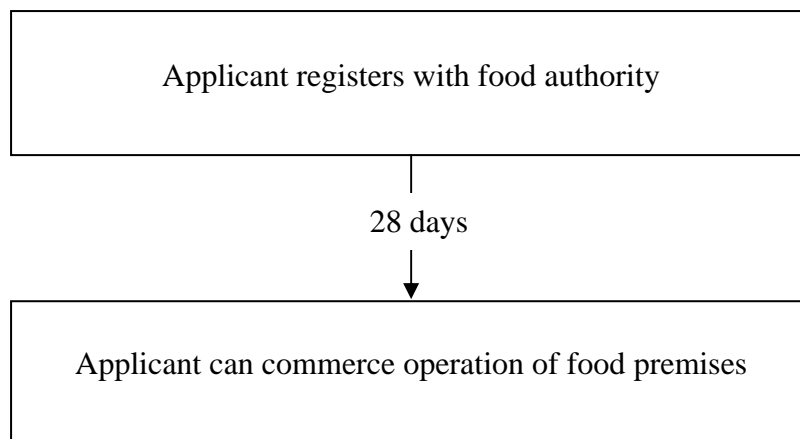 Applicant registers with food authority
28 days
Applicant can commerce operation of food premises